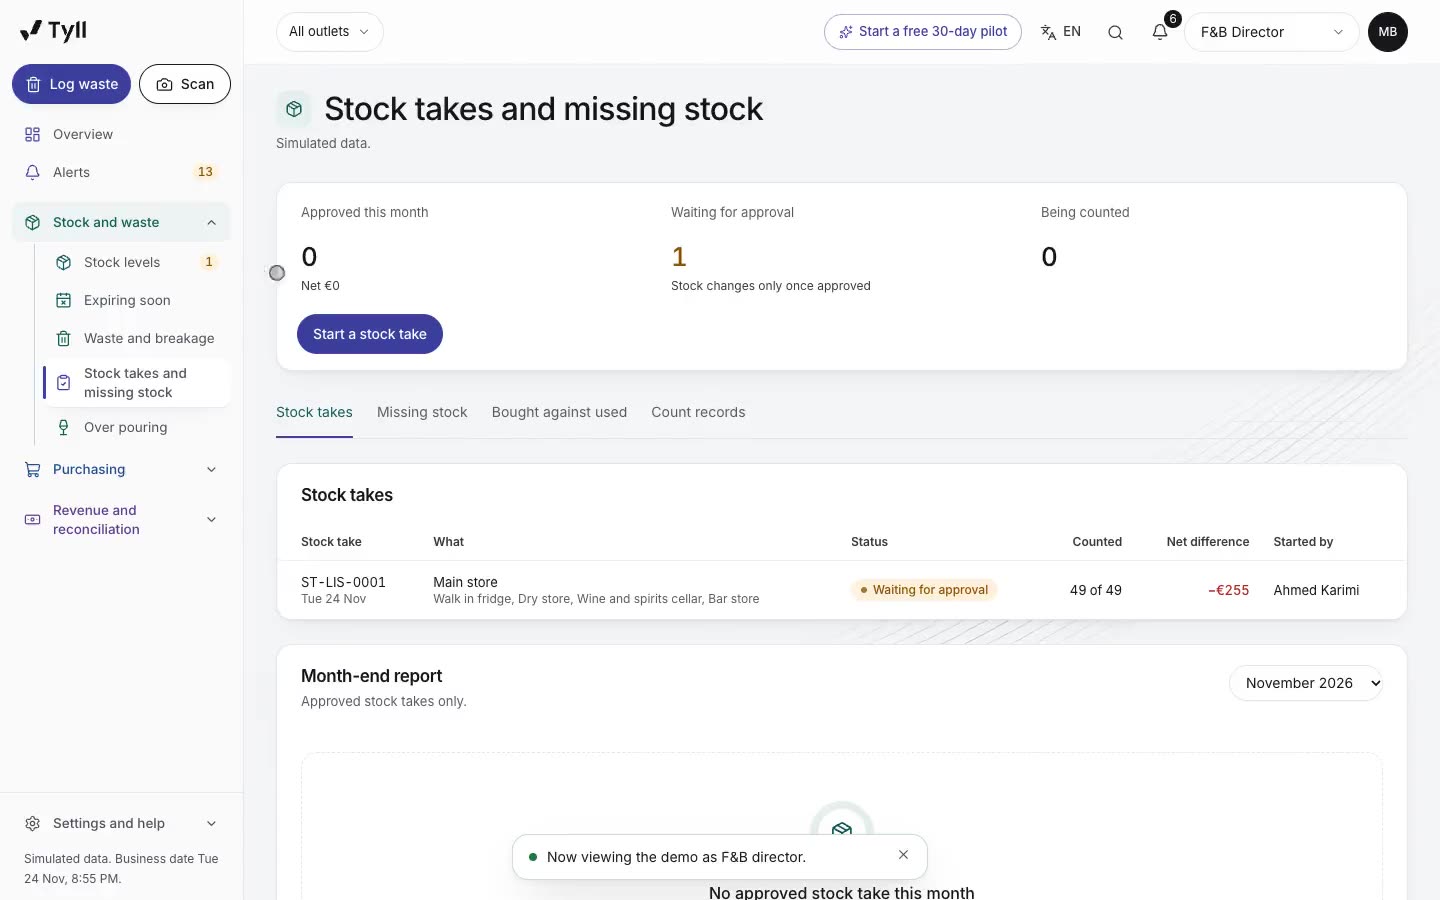 Tyll
All outlets
Start a free 30-day pilot
EN
6
F&B Director
MB
Log waste
Scan
Overview
Alerts
13
Stock and waste
Stock levels
1
Expiring soon
Waste and breakage
Stock takes and
missing stock
Over pouring
Purchasing
Revenue and
reconciliation
Settings and help
Simulated data. Business date Tue
24 Nov, 8:55 PM.
Stock takes and missing stock
Simulated data.
Approved this month
Waiting for approval
Being counted
0
1
0
Net €0
Stock changes only once approved
Start a stock take
Stock takes
Missing stock
Bought against used
Count records
Stock takes
Stock take
What
Status
Counted
Net difference
Started by
ST-LIS-0001
Main store
Waiting for approval
49 of 49
−€255
Ahmed Karimi
Tue 24 Nov
Walk in fridge, Dry store, Wine and spirits cellar, Bar store
Month-end report
November 2026
Approved stock takes only.
Now viewing the demo as F&B director.
No approved stock take this month